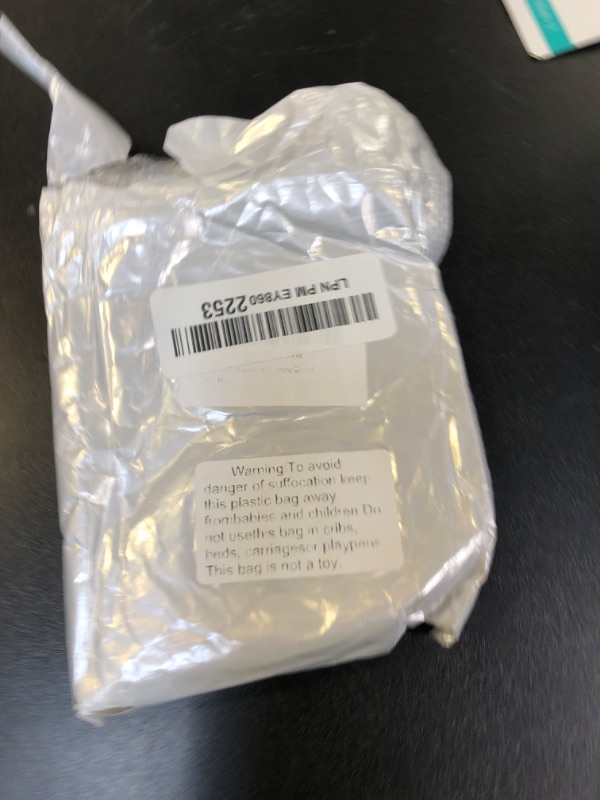 LPN PM EY860 2253
Warning:To avoid
danger of suffocation keep
this plastic bag away
frombabies and children Do
not usethis bag in cribs,
beds, carriagesor playpens
This bag is not a toy.